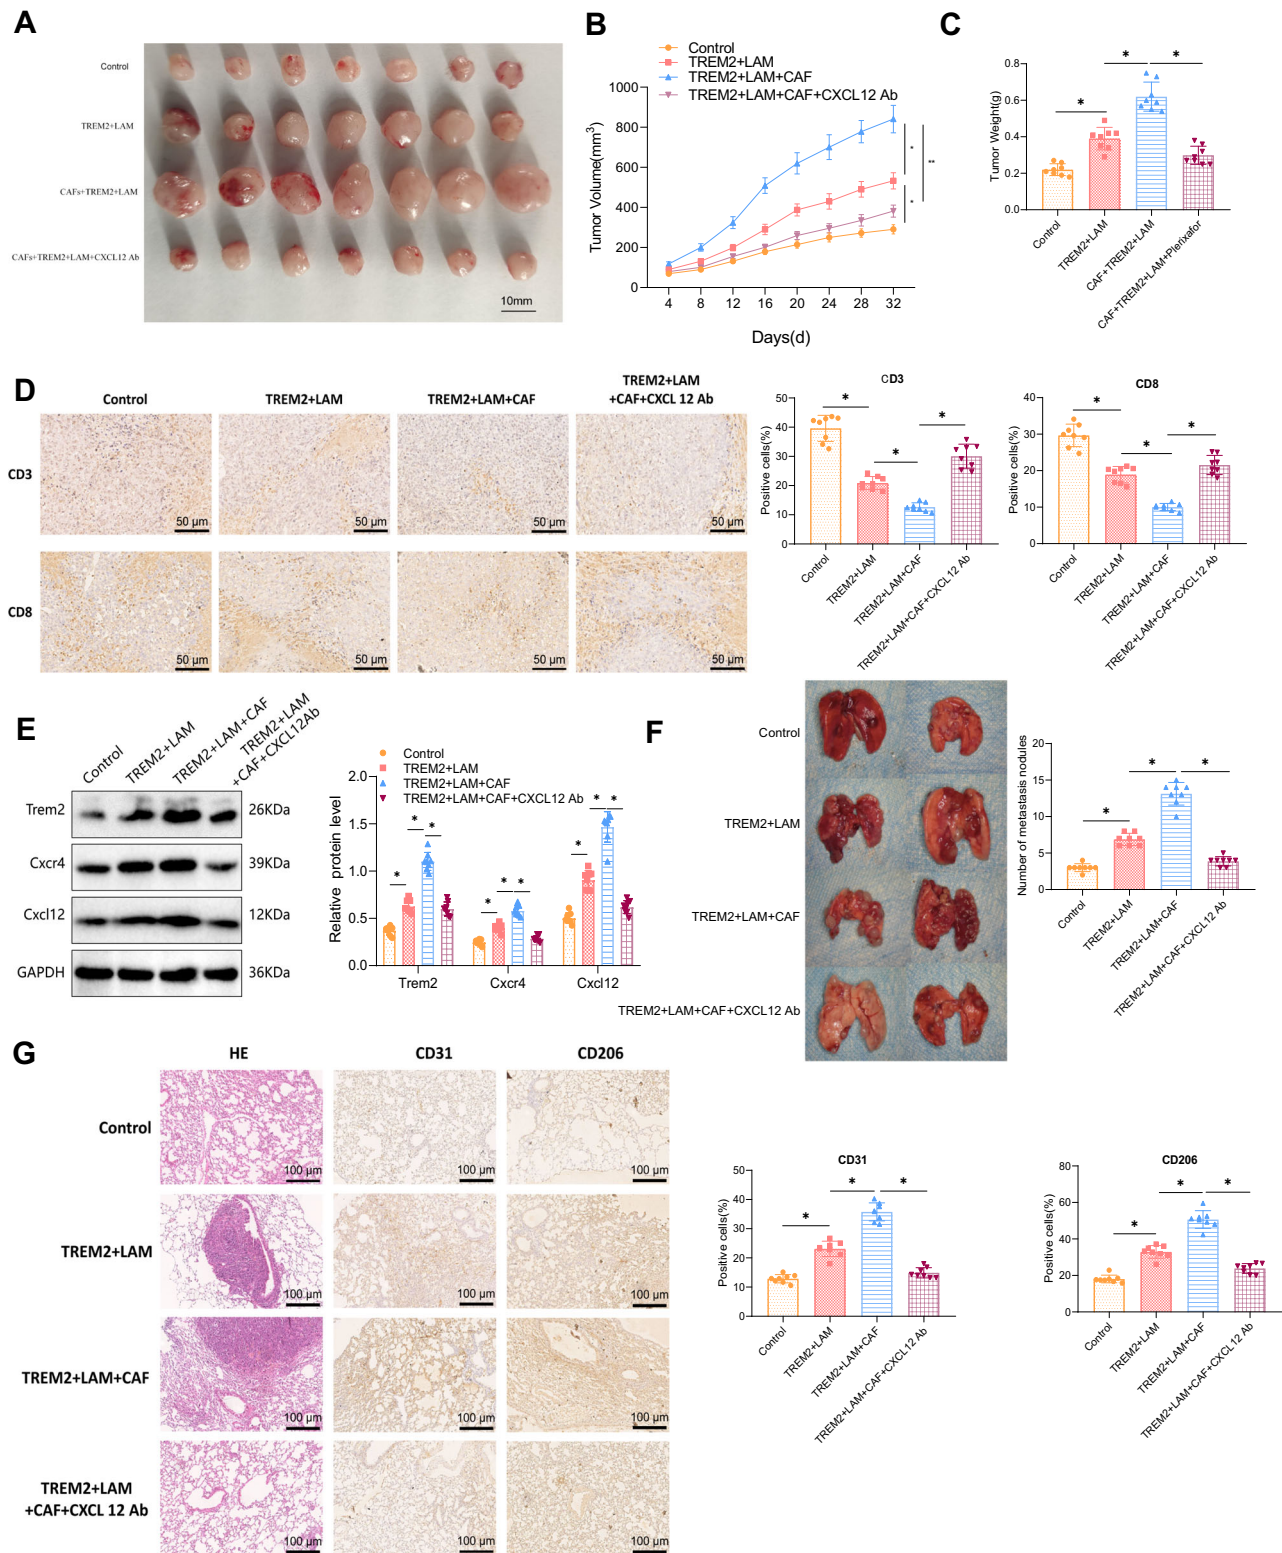 A
Control
TREM2+LAM
CAFs+TREM2+LAM
CAFs+TREM2+LAM+CXCL12 Ab
10mm
B
Control
TREM2+LAM
TREM2+LAM+CAF
TREM2+LAM+CAF+CXCL12 Ab
Tumor Volume(mm3)
1000
800
600
400
200
0
4 8 12 16 20 24 28 32
Days(d)
*
*
**
C
Tumor Weight(g)
0.8
0.6
0.4
0.2
0.0
* * *
Control
TREM2+LAM
CAF+TREM2+LAM
CAF+TREM2+LAM+Plerixafor
D
Control
TREM2+LAM
TREM2+LAM+CAF
TREM2+LAM
+CAF+CXCL 12 Ab
CD3
50 μm 50 μm 50 μm 50 μm
CD8
50 μm 50 μm 50 μm 50 μm
CD3
Positive cells(%)
50
40
30
20
10
0
* * *
Control
TREM2+LAM
TREM2+LAM+CAF
TREM2+LAM+CAF+CXCL12 Ab
CD8
Positive cells(%)
40
30
20
10
0
* * *
Control
TREM2+LAM
TREM2+LAM+CAF
TREM2+LAM+CAF+CXCL12 Ab
E
Control
TREM2+LAM
TREM2+LAM+CAF
TREM2+LAM
+CAF+CXCL12Ab
Trem2 26KDa
Cxcr4 39KDa
Cxcl12 12KDa
GAPDH 36KDa
Control
TREM2+LAM
TREM2+LAM+CAF
TREM2+LAM+CAF+CXCL12 Ab
Relative protein level
2.0
1.5
1.0
0.5
0.0
* * *
* * *
* * *
Trem2 Cxcr4 Cxcl12
F
Control
TREM2+LAM
TREM2+LAM+CAF
TREM2+LAM+CAF+CXCL12 Ab
Number of metastasis nodules
20
15
10
5
0
* * *
Control
TREM2+LAM
TREM2+LAM+CAF
TREM2+LAM+CAF+CXCL12 Ab
G
HE CD31 CD206
Control
100 μm 100 μm 100 μm
TREM2+LAM
100 μm 100 μm 100 μm
TREM2+LAM+CAF
100 μm 100 μm 100 μm
TREM2+LAM
+CAF+CXCL 12 Ab
100 μm 100 μm 100 μm
CD31
Positive cells(%)
50
40
30
20
10
0
* * *
Control
TREM2+LAM
TREM2+LAM+CAF
TREM2+LAM+CAF+CXCL12 Ab
CD206
Positive cells(%)
80
60
40
20
0
* * *
Control
TREM2+LAM
TREM2+LAM+CAF
TREM2+LAM+CAF+CXCL12 Ab